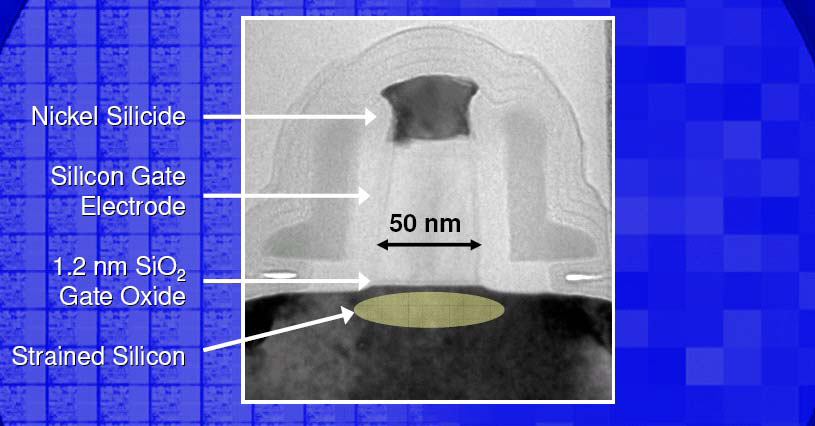 Nickel Silicide
Silicon Gate
Electrode
50 nm
1.2 nm SiO₂
Gate Oxide
Strained Silicon